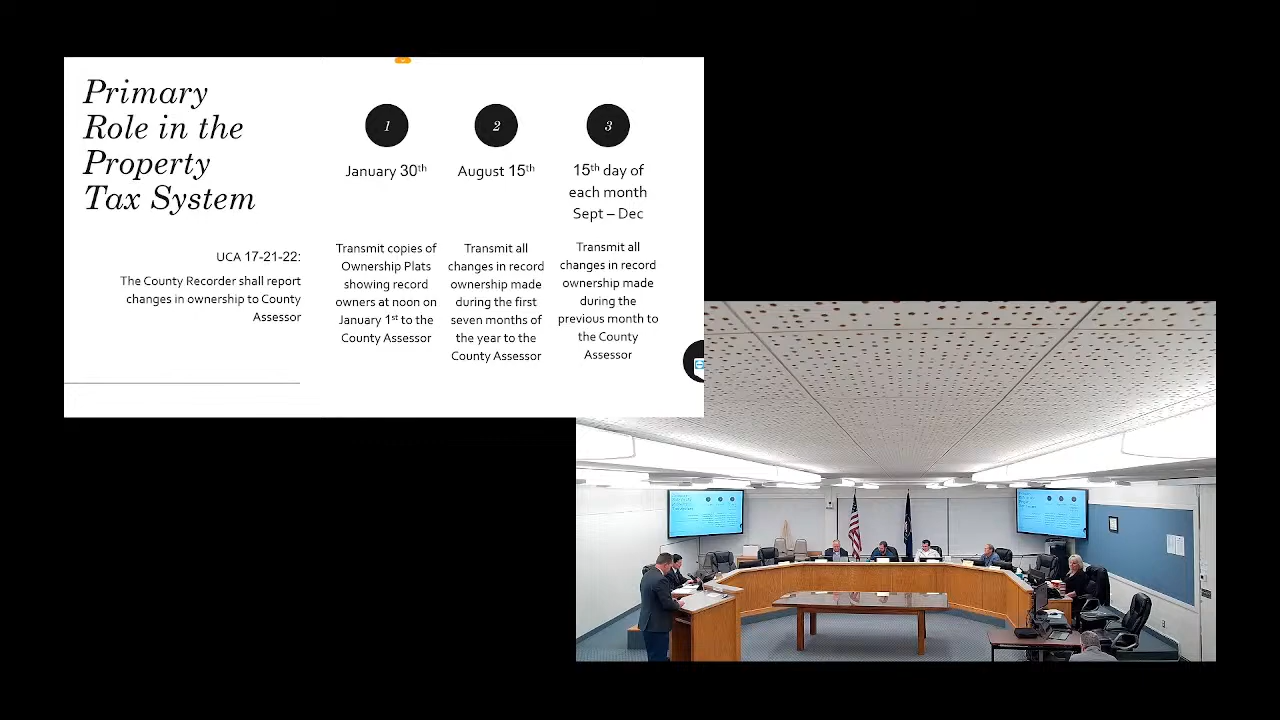 Primary
Role in the
Property
Tax System
UCA 17-21-22:
The County Recorder shall report
changes in ownership to County
Assessor
1
January 30th
Transmit copies of
Ownership Plats
showing record
owners at noon on
January 1st to the
County Assessor
2
August 15th
Transmit all
changes in record
ownership made
during the first
seven months of
the year to the
County Assessor
3
15th day of
each month
Sept – Dec
Transmit all
changes in record
ownership made
during the
previous month to
the County
Assessor